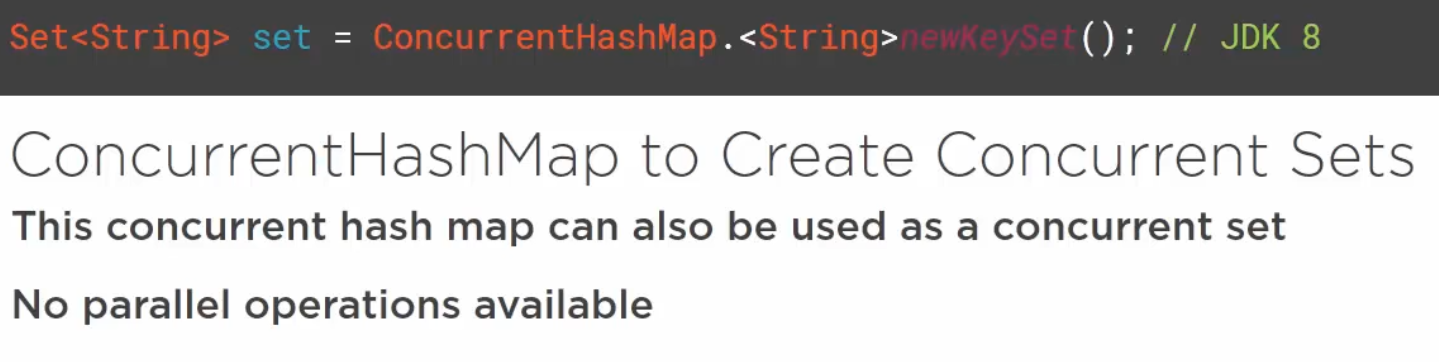 Set<String> set = ConcurrentHashMap.<String>newKeySet(); // JDK 8
ConcurrentHashMap to Create Concurrent Sets
This concurrent hash map can also be used as a concurrent set
No parallel operations available